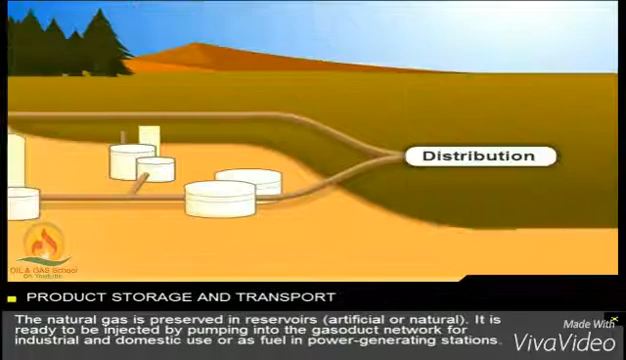 Distribution
OIL & GAS School
On YouTube
PRODUCT STORAGE AND TRANSPORT
The natural gas is preserved in reservoirs (artificial or natural). It is
ready to be injected by pumping into the gasoduct network for
industrial and domestic use or as fuel in power-generating stations.
Made With
VivaVideo